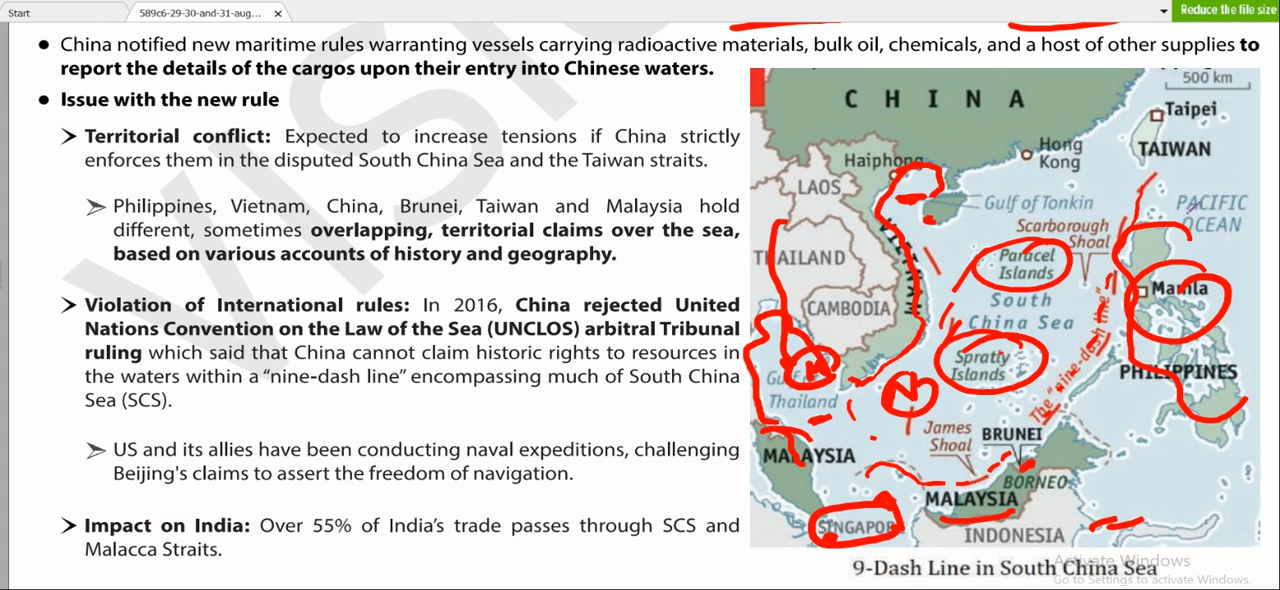 Start
589c6-29-30-and-31-aug...
Reduce the file size
China notified new maritime rules warranting vessels carrying radioactive materials, bulk oil, chemicals, and a host of other supplies to
report the details of the cargos upon their entry into Chinese waters.
Issue with the new rule
Territorial conflict: Expected to increase tensions if China strictly
enforces them in the disputed South China Sea and the Taiwan straits.
Philippines, Vietnam, China, Brunei, Taiwan and Malaysia hold
different, sometimes overlapping, territorial claims over the sea,
based on various accounts of history and geography.
Violation of International rules: In 2016, China rejected United
Nations Convention on the Law of the Sea (UNCLOS) arbitral Tribunal
ruling which said that China cannot claim historic rights to resources in
the waters within a “nine-dash line” encompassing much of South China
Sea (SCS).
US and its allies have been conducting naval expeditions, challenging
Beijing's claims to assert the freedom of navigation.
Impact on India: Over 55% of India’s trade passes through SCS and
Malacca Straits.
500 km
CHINA
Taipei
TAIWAN
Hong
Kong
Haiphong
LAOS
Gulf of Tonkin
PACIFIC
OCEAN
Scarborough
Shoal
VIETNAM
THAILAND
Paracel
Islands
South
China Sea
CAMBODIA
Manila
The "nine-dash line"
Spratly
Islands
PHILIPPINES
Gulf of
Thailand
James
Shoal
BRUNEI
MALAYSIA
BORNEO
MALAYSIA
SINGAPORE
INDONESIA
9-Dash Line in South China Sea
Activate Windows
Go to Settings to activate Windows.